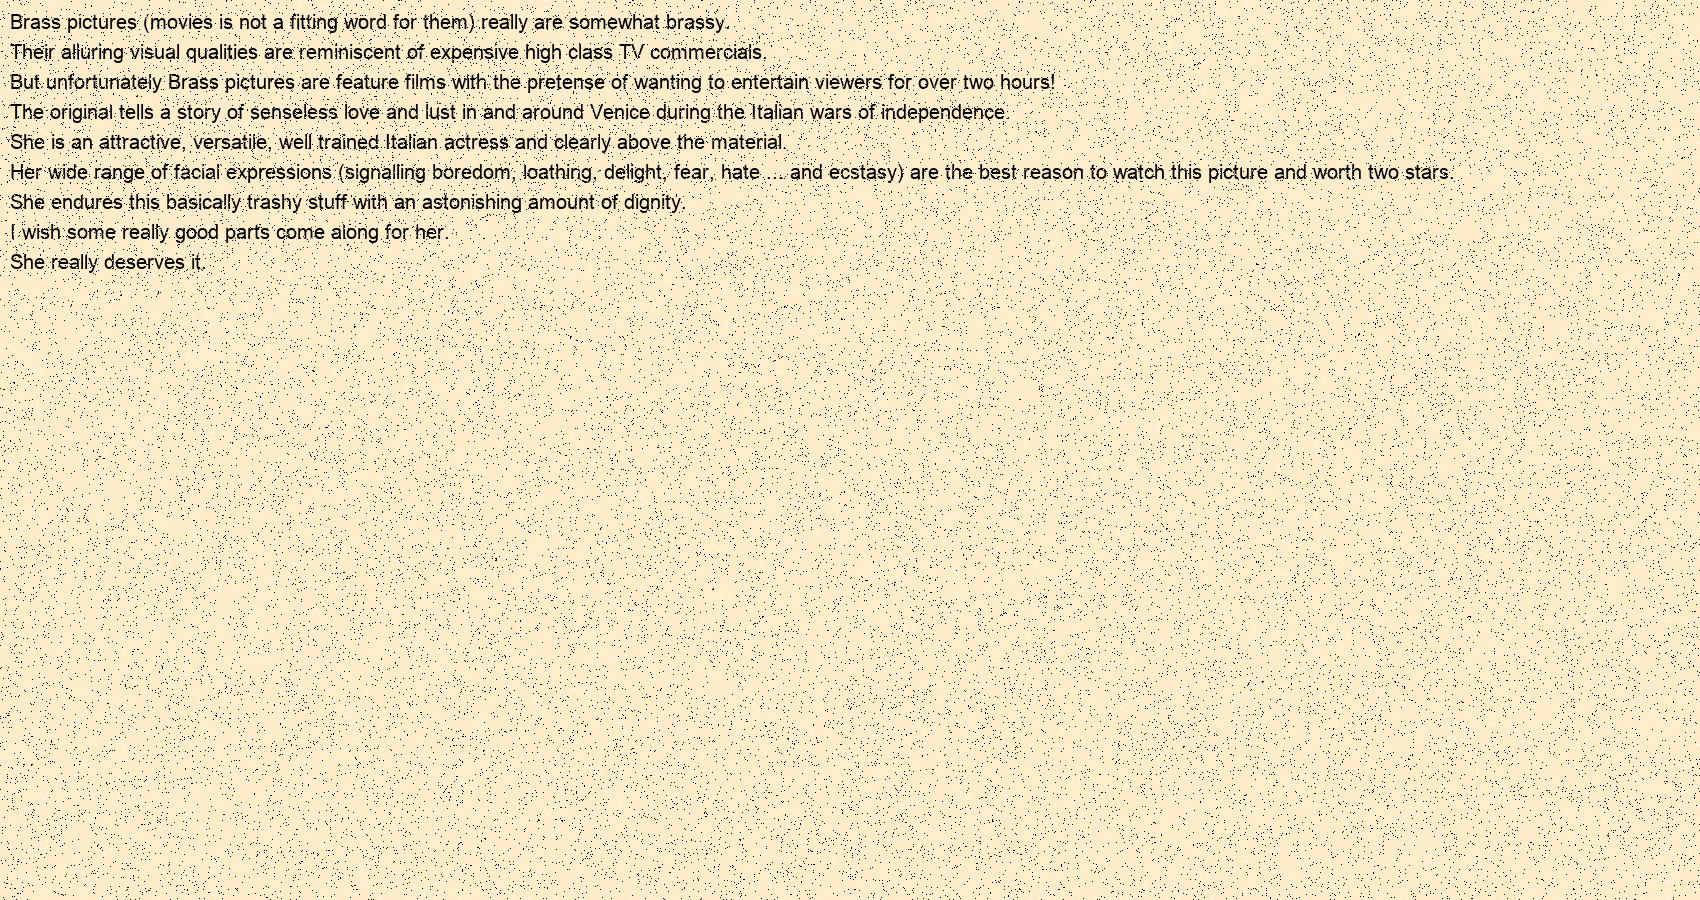 Brass pictures (movies is not a fitting word for them) really are somewhat brassy.
Their alluring visual qualities are reminiscent of expensive high class TV commercials.
But unfortunately Brass pictures are feature films with the pretense of wanting to entertain viewers for over two hours!
The original tells a story of senseless love and lust in and around Venice during the Italian wars of independence.
She is an attractive, versatile, well trained Italian actress and clearly above the material.
Her wide range of facial expressions (signalling boredom, loathing, delight, fear, hate ... and ecstasy) are the best reason to watch this picture and worth two stars.
She endures this basically trashy stuff with an astonishing amount of dignity.
I wish some really good parts come along for her.
She really deserves it.